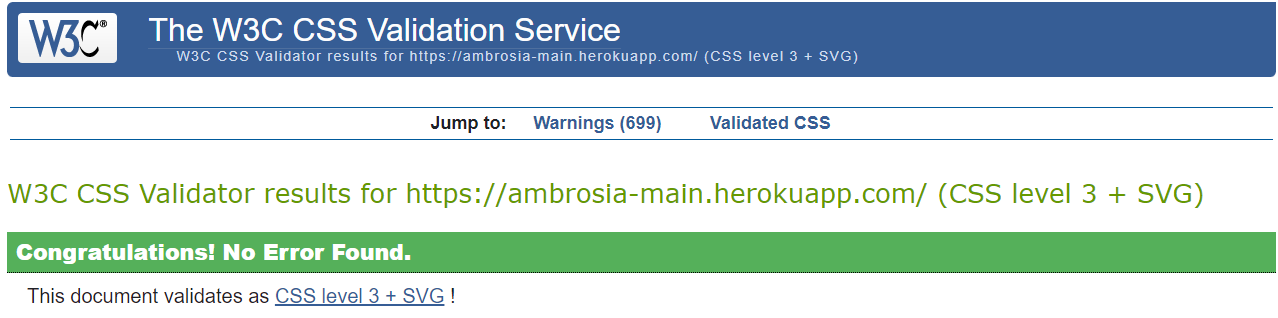 W3C® The W3C CSS Validation Service
W3C CSS Validator results for https://ambrosia-main.herokuapp.com/ (CSS level 3 + SVG)
Jump to: Warnings (699) Validated CSS
W3C CSS Validator results for https://ambrosia-main.herokuapp.com/ (CSS level 3 + SVG)
Congratulations! No Error Found.
This document validates as CSS level 3 + SVG !